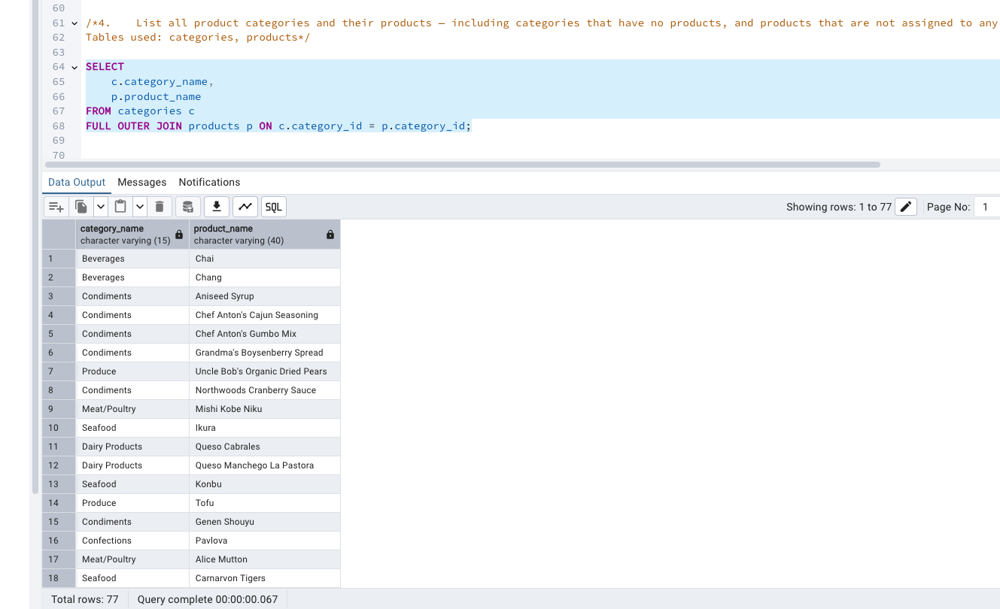 60
61 /*4. List all product categories and their products – including categories that have no products, and products that are not assigned to any
62 Tables used: categories, products*/
63
64 SELECT
65 c.category_name,
66 p.product_name
67 FROM categories c
68 FULL OUTER JOIN products p ON c.category_id = p.category_id;
69
70
Data Output Messages Notifications
SQL Showing rows: 1 to 77 Page No: 1
category_name product_name
character varying (15) character varying (40)
1 Beverages Chai
2 Beverages Chang
3 Condiments Aniseed Syrup
4 Condiments Chef Anton's Cajun Seasoning
5 Condiments Chef Anton's Gumbo Mix
6 Condiments Grandma's Boysenberry Spread
7 Produce Uncle Bob's Organic Dried Pears
8 Condiments Northwoods Cranberry Sauce
9 Meat/Poultry Mishi Kobe Niku
10 Seafood Ikura
11 Dairy Products Queso Cabrales
12 Dairy Products Queso Manchego La Pastora
13 Seafood Konbu
14 Produce Tofu
15 Condiments Genen Shouyu
16 Confections Pavlova
17 Meat/Poultry Alice Mutton
18 Seafood Carnarvon Tigers
Total rows: 77 Query complete 00:00:00.067